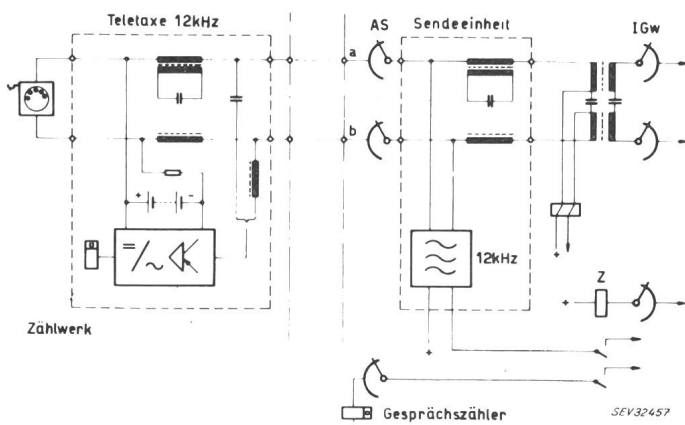 Teletaxe 12kHz
AS
Sendeeinheit
IGw
a
b
+ -
=/~
12kHz
+
Z
+
Zählwerk
+
Gesprächszähler
SEV32457